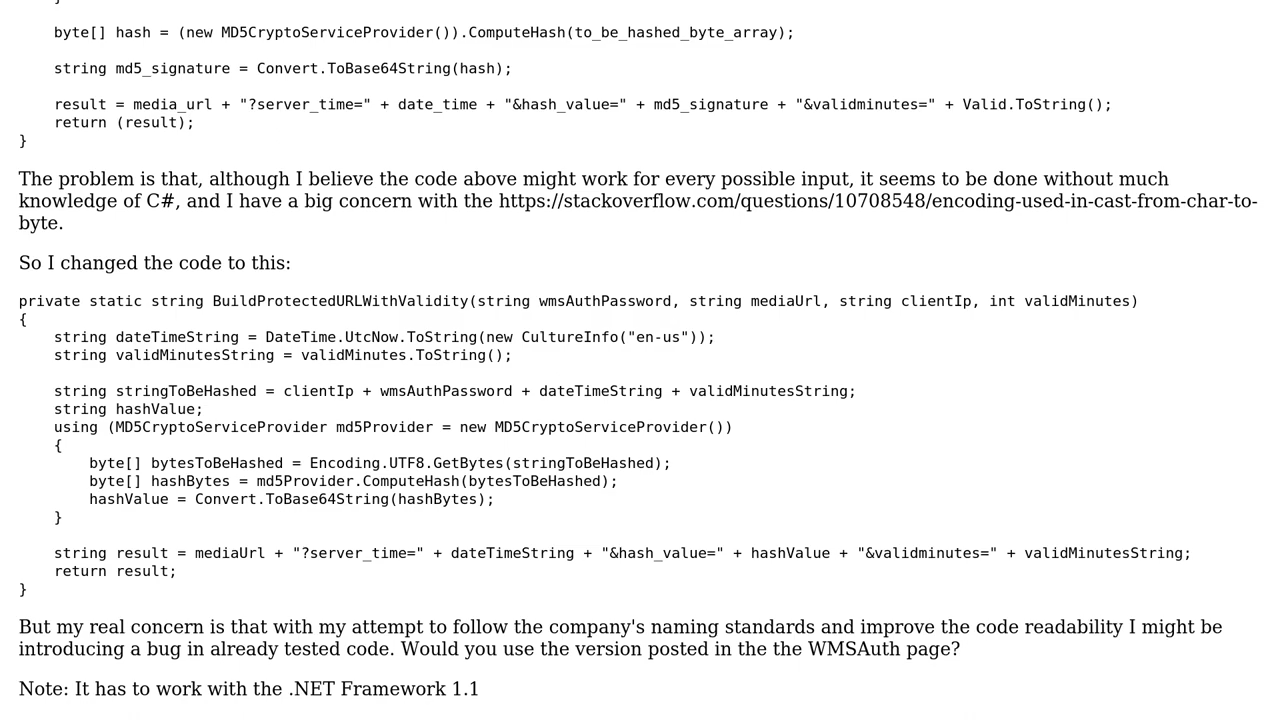 byte[] hash = (new MD5CryptoServiceProvider()).ComputeHash(to_be_hashed_byte_array);
    string md5_signature = Convert.ToBase64String(hash);
    result = media_url + "?server_time=" + date_time + "&hash_value=" + md5_signature + "&validminutes=" + Valid.ToString();
    return (result);
}
The problem is that, although I believe the code above might work for every possible input, it seems to be done without much
knowledge of C#, and I have a big concern with the https://stackoverflow.com/questions/10708548/encoding-used-in-cast-from-char-to-
byte.
So I changed the code to this:
private static string BuildProtectedURLWithValidity(string wmsAuthPassword, string mediaUrl, string clientIp, int validMinutes)
{
    string dateTimeString = DateTime.UtcNow.ToString(new CultureInfo("en-us"));
    string validMinutesString = validMinutes.ToString();
    string stringToBeHashed = clientIp + wmsAuthPassword + dateTimeString + validMinutesString;
    string hashValue;
    using (MD5CryptoServiceProvider md5Provider = new MD5CryptoServiceProvider())
    {
        byte[] bytesToBeHashed = Encoding.UTF8.GetBytes(stringToBeHashed);
        byte[] hashBytes = md5Provider.ComputeHash(bytesToBeHashed);
        hashValue = Convert.ToBase64String(hashBytes);
    }
    string result = mediaUrl + "?server_time=" + dateTimeString + "&hash_value=" + hashValue + "&validminutes=" + validMinutesString;
    return result;
}
But my real concern is that with my attempt to follow the company's naming standards and improve the code readability I might be
introducing a bug in already tested code. Would you use the version posted in the the WMSAuth page?
Note: It has to work with the .NET Framework 1.1